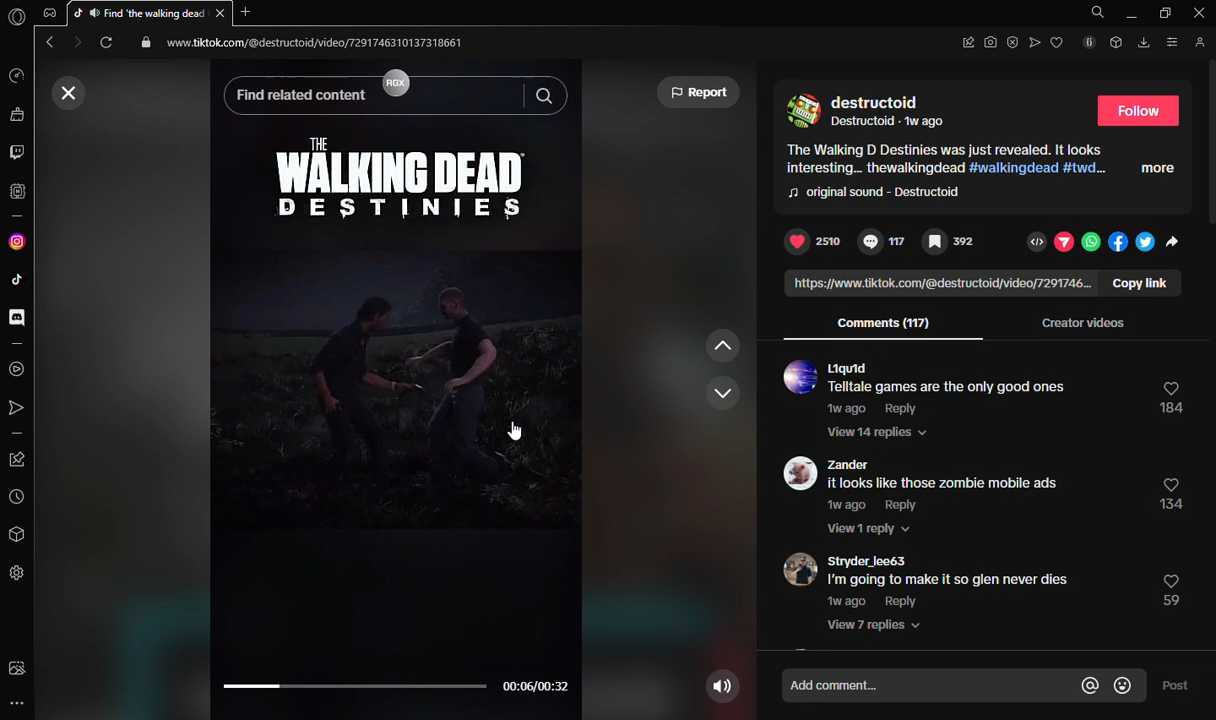 Find 'the walking dead
www.tiktok.com/@destructoid/video/7291746310137318661
Find related content
RGX
Report
THE
WALKING DEAD
DESTINIES
00:06/00:32
destructoid
Destructoid · 1w ago
Follow
The Walking D Destinies was just revealed. It looks
interesting... thewalkingdead #walkingdead #twd...
more
original sound - Destructoid
2510
117
392
https://www.tiktok.com/@destructoid/video/7291746...
Copy link
Comments (117)
Creator videos
L1qu1d
Telltale games are the only good ones
1w ago
Reply
184
View 14 replies
Zander
it looks like those zombie mobile ads
1w ago
Reply
134
View 1 reply
Stryder_lee63
I'm going to make it so glen never dies
1w ago
Reply
59
View 7 replies
Add comment...
Post